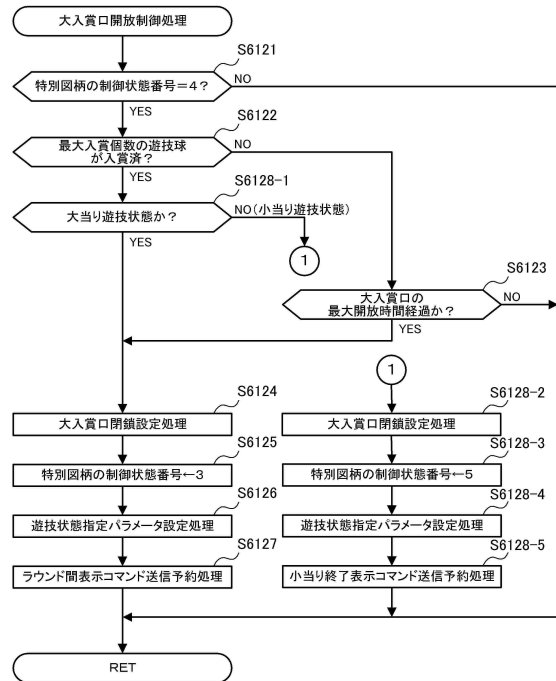 大入賞口開放制御処理
S6121
特別図柄の制御状態番号=4?
NO
YES
S6122
最大入賞個数の遊技球
が入賞済?
NO
YES
S6128-1
大当り遊技状態か?
NO(小当り遊技状態)
YES
1
S6123
大入賞口の
最大開放時間経過か?
NO
YES
1
S6124
大入賞口閉鎖設定処理
S6125
特別図柄の制御状態番号←3
S6126
遊技状態指定パラメータ設定処理
S6127
ラウンド間表示コマンド送信予約処理
S6128-2
大入賞口閉鎖設定処理
S6128-3
特別図柄の制御状態番号←5
S6128-4
遊技状態指定パラメータ設定処理
S6128-5
小当り終了表示コマンド送信予約処理
RET